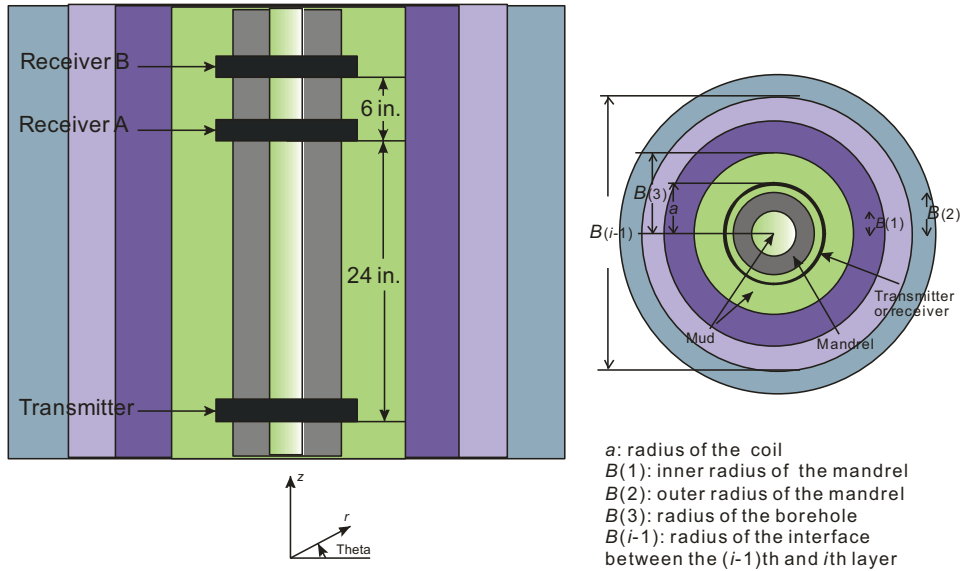 Receiver B
6 in.
Receiver A
24 in.
Transmitter
z
r
Theta
B(3)
a
B(1)
B(2)
B(i-1)
Transmitter
or receiver
Mud
Mandrel
a: radius of the coil
B(1): inner radius of the mandrel
B(2): outer radius of the mandrel
B(3): radius of the borehole
B(i-1): radius of the interface
between the (i-1)th and ith layer